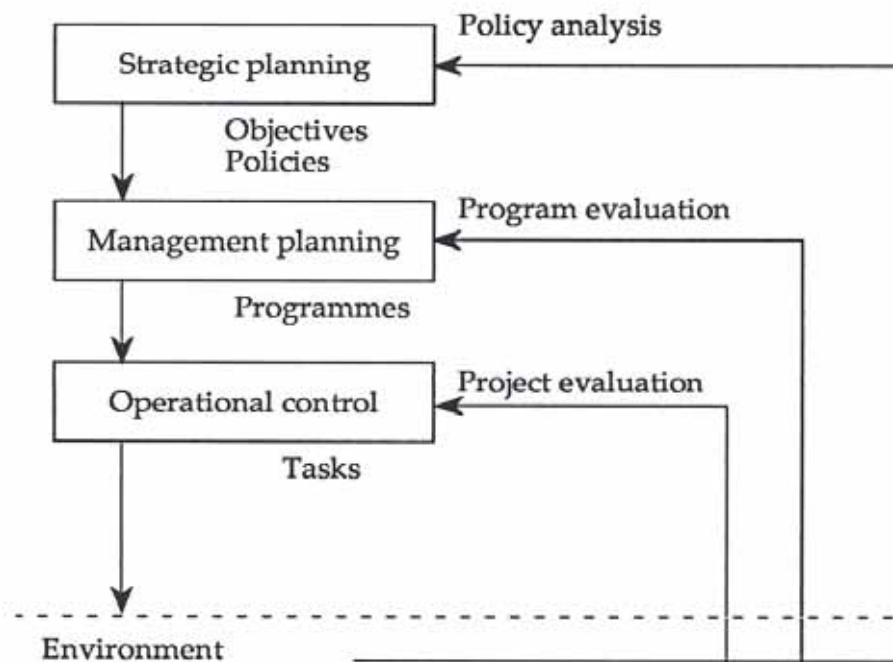 Policy analysis
Strategic planning
Objectives
Policies
Program evaluation
Management planning
Programmes
Project evaluation
Operational control
Tasks
Environment